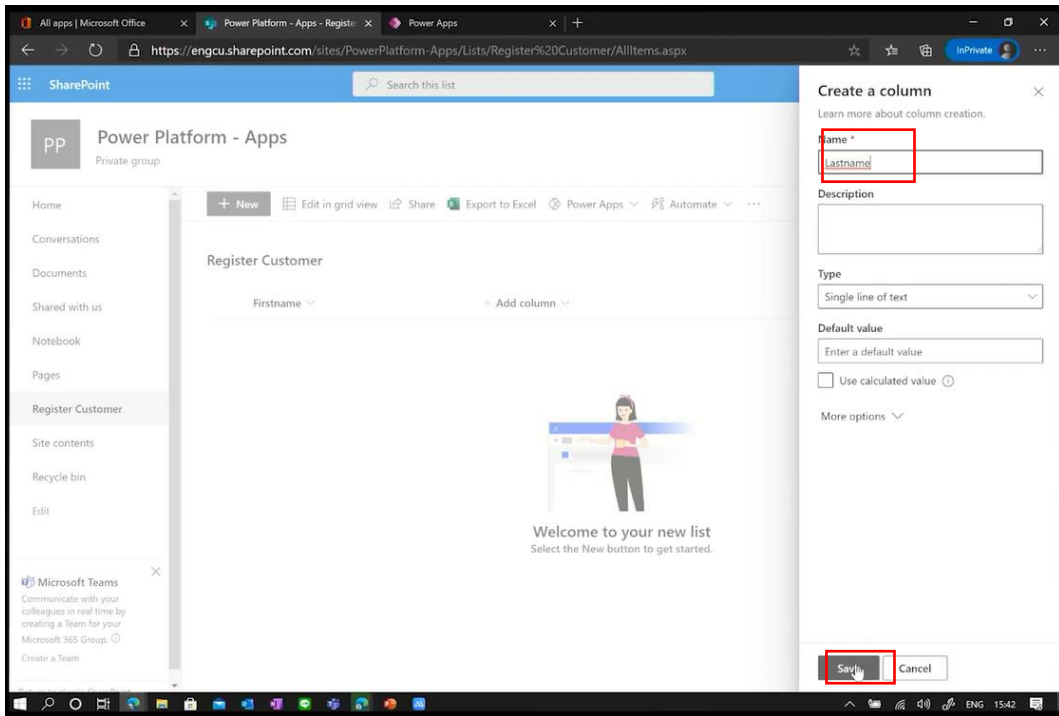 All apps | Microsoft Office
Power Platform - Apps - Registe
Power Apps
https://engcu.sharepoint.com/sites/PowerPlatform-Apps/Lists/Register%20Customer/AllItems.aspx
InPrivate
SharePoint
Search this list
PP
Power Platform - Apps
Private group
Home
Conversations
Documents
Shared with us
Notebook
Pages
Register Customer
Site contents
Recycle bin
Edit
Microsoft Teams
Communicate with your
colleagues in real time by
creating a Team for your
Microsoft 365 Group.
Create a Team
Return to classic SharePoint
+ New
Edit in grid view
Share
Export to Excel
Power Apps
Automate
Register Customer
Firstname
+ Add column
Welcome to your new list
Select the New button to get started.
Create a column
Learn more about column creation.
Name *
Lastname
Description
Type
Single line of text
Default value
Enter a default value
Use calculated value
More options
Save
Cancel
ENG
15:42